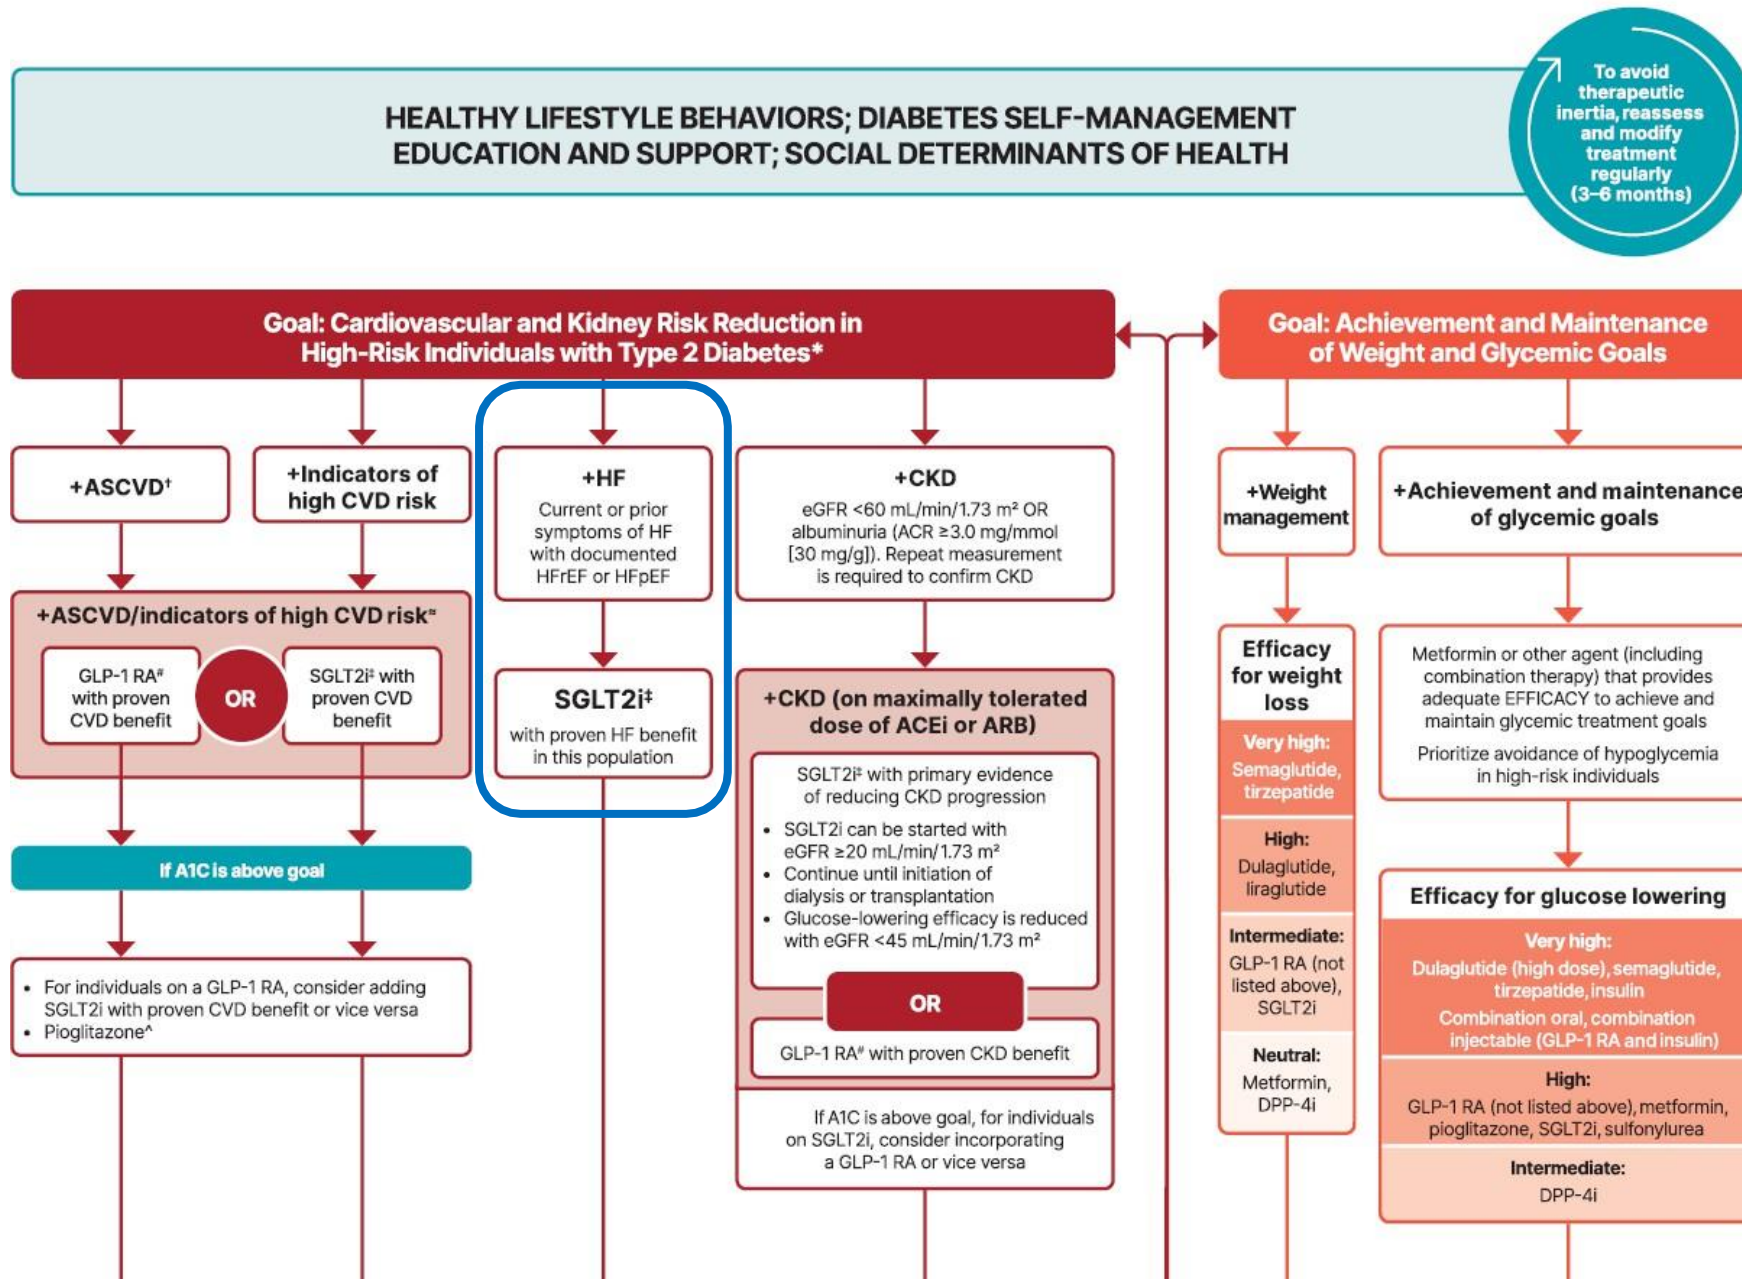 HEALTHY LIFESTYLE BEHAVIORS; DIABETES SELF-MANAGEMENT
EDUCATION AND SUPPORT; SOCIAL DETERMINANTS OF HEALTH
To avoid
therapeutic
inertia, reassess
and modify
treatment
regularly
(3–6 months)
Goal: Cardiovascular and Kidney Risk Reduction in
High-Risk Individuals with Type 2 Diabetes*
+ASCVD†
+Indicators of
high CVD risk
+ASCVD/indicators of high CVD risk≈
GLP-1 RA#
with proven
CVD benefit
OR
SGLT2i‡ with
proven CVD
benefit
If A1C is above goal
• For individuals on a GLP-1 RA, consider adding
SGLT2i with proven CVD benefit or vice versa
• Pioglitazone^
+HF
Current or prior
symptoms of HF
with documented
HFrEF or HFpEF
SGLT2i‡
with proven HF benefit
in this population
+CKD
eGFR <60 mL/min/1.73 m² OR
albuminuria (ACR ≥3.0 mg/mmol
[30 mg/g]). Repeat measurement
is required to confirm CKD
+CKD (on maximally tolerated
dose of ACEi or ARB)
SGLT2i‡ with primary evidence
of reducing CKD progression
• SGLT2i can be started with
eGFR ≥20 mL/min/1.73 m²
• Continue until initiation of
dialysis or transplantation
• Glucose-lowering efficacy is reduced
with eGFR <45 mL/min/1.73 m²
OR
GLP-1 RA# with proven CKD benefit
If A1C is above goal, for individuals
on SGLT2i, consider incorporating
a GLP-1 RA or vice versa
Goal: Achievement and Maintenance
of Weight and Glycemic Goals
+Weight
management
Efficacy
for weight
loss
Very high:
Semaglutide,
tirzepatide
High:
Dulaglutide,
liraglutide
Intermediate:
GLP-1 RA (not
listed above),
SGLT2i
Neutral:
Metformin,
DPP-4i
+Achievement and maintenance
of glycemic goals
Metformin or other agent (including
combination therapy) that provides
adequate EFFICACY to achieve and
maintain glycemic treatment goals
Prioritize avoidance of hypoglycemia
in high-risk individuals
Efficacy for glucose lowering
Very high:
Dulaglutide (high dose), semaglutide,
tirzepatide, insulin
Combination oral, combination
injectable (GLP-1 RA and insulin)
High:
GLP-1 RA (not listed above), metformin,
pioglitazone, SGLT2i, sulfonylurea
Intermediate:
DPP-4i